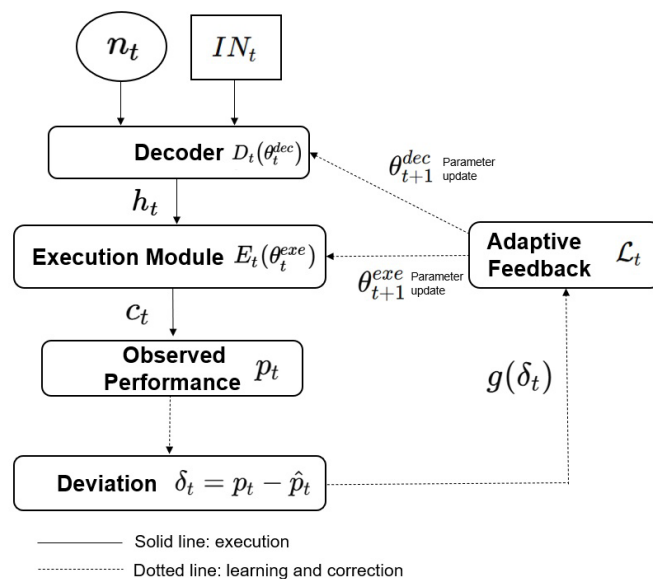 n_t
IN_t
Decoder D_t(θ_t^{dec})
θ_{t+1}^{dec} Parameter
update
h_t
Execution Module E_t(θ_t^{exe})
Adaptive
Feedback 𝓛_t
θ_{t+1}^{exe} Parameter
update
c_t
Observed
Performance p_t
g(δ_t)
Deviation δ_t = p_t − p̂_t
Solid line: execution
Dotted line: learning and correction